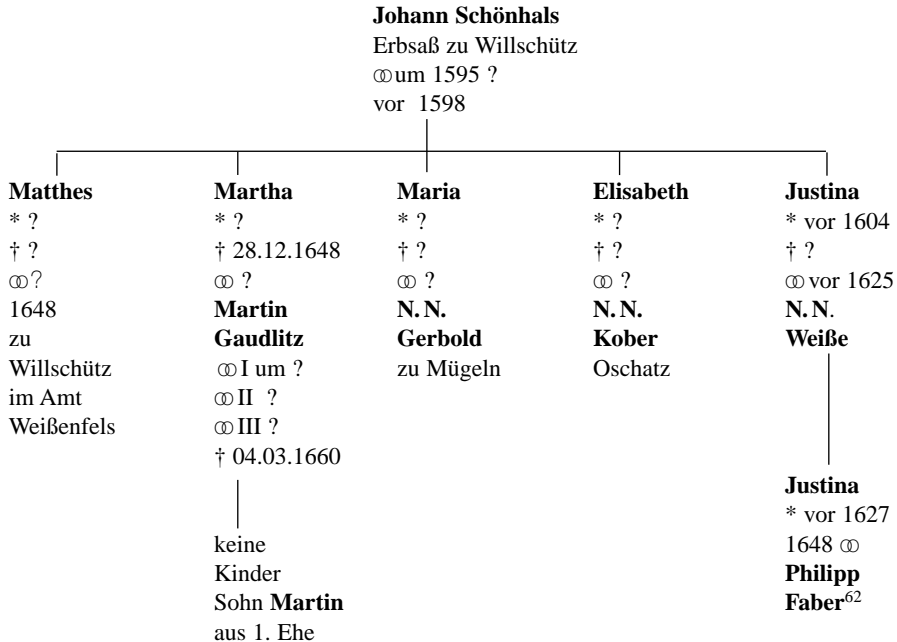 Johann Schönhals
Erbsaß zu Willschütz
⚭ um 1595 ?
vor 1598
Matthes
* ?
† ?
⚭ ?
1648
zu
Willschütz
im Amt
Weißenfels
Martha
* ?
† 28.12.1648
⚭ ?
Martin
Gaudlitz
⚭ I um ?
⚭ II ?
⚭ III ?
† 04.03.1660
keine
Kinder
Sohn Martin
aus 1. Ehe
Maria
* ?
† ?
⚭ ?
N. N.
Gerbold
zu Mügeln
Elisabeth
* ?
† ?
⚭ ?
N. N.
Kober
Oschatz
Justina
* vor 1604
† ?
⚭ vor 1625
N. N.
Weiße
Justina
* vor 1627
1648 ⚭
Philipp
Faber⁶²